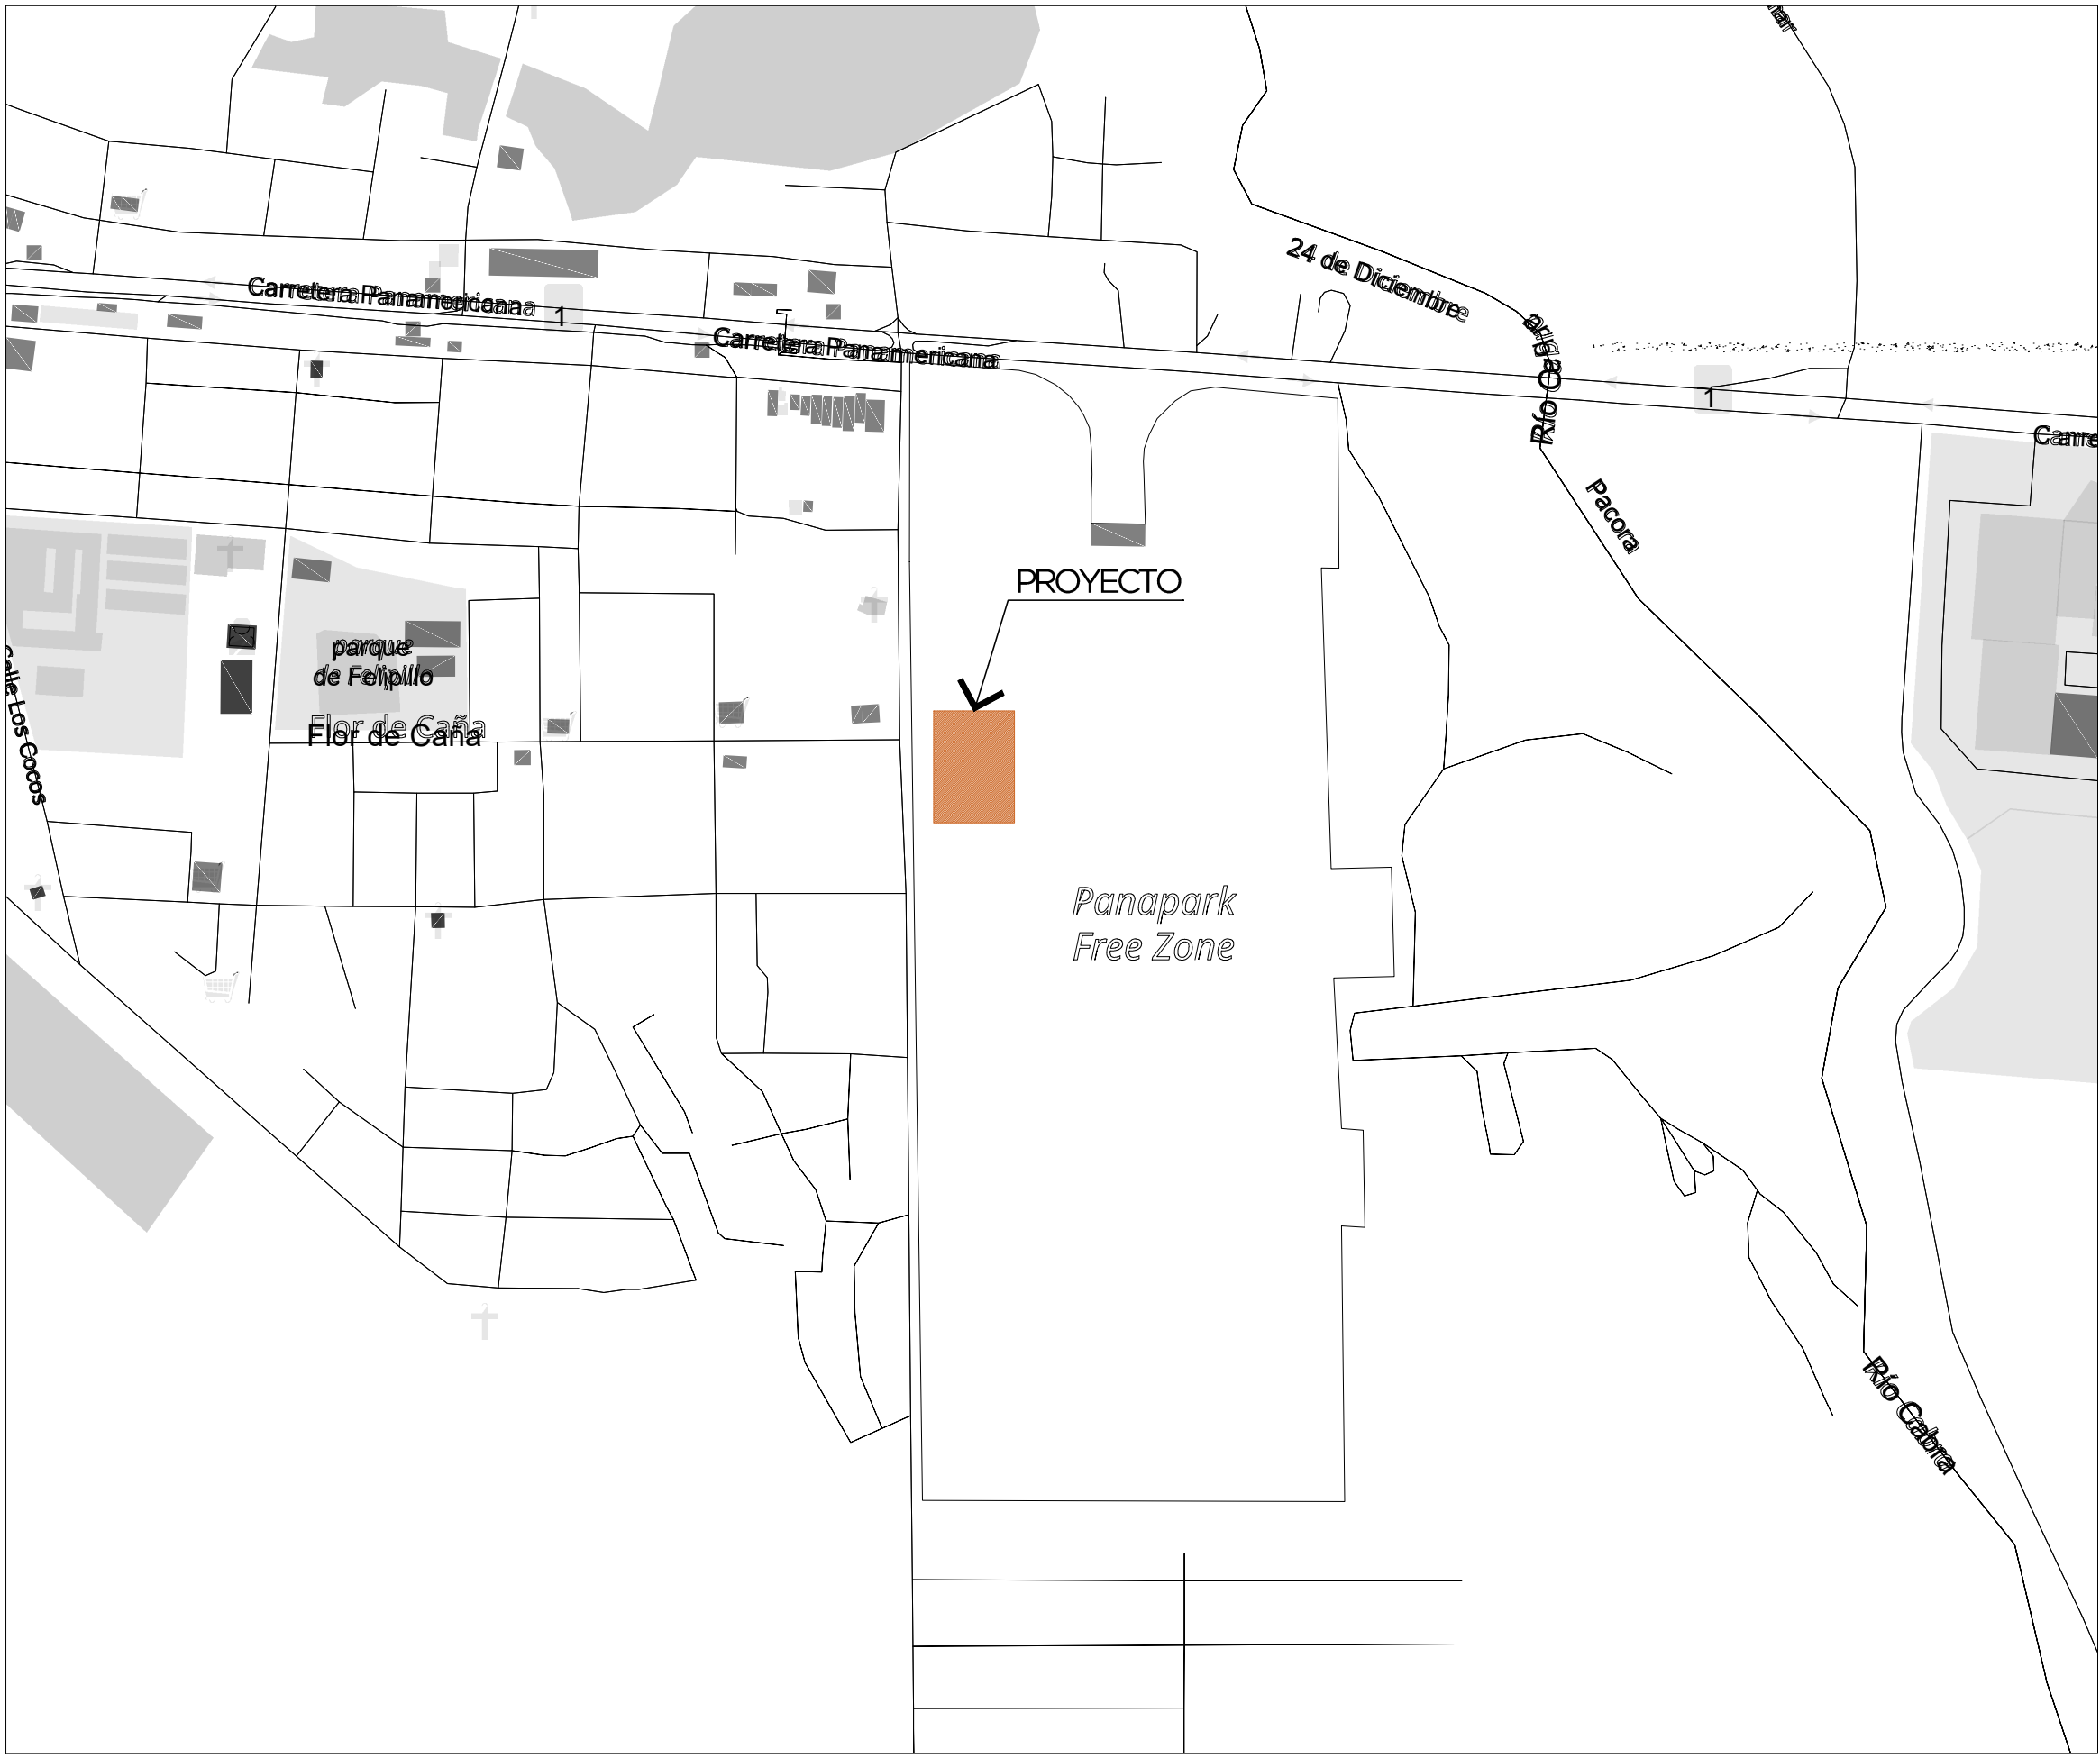 24 de Diciembre
Carretera Panamericana
1
Carretera Panamericana
Río Cabra
1
Carre
Pacora
PROYECTO
parque
de Felipillo
Flor de Caña
Calle Los Cocos
Panapark
Free Zone
Río Cabra